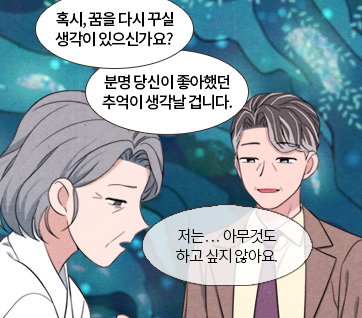 혹시, 꿈을 다시 꾸실
생각이 있으신가요?
분명 당신이 좋아했던
추억이 생각날 겁니다.
저는... 아무것도
하고 싶지 않아요